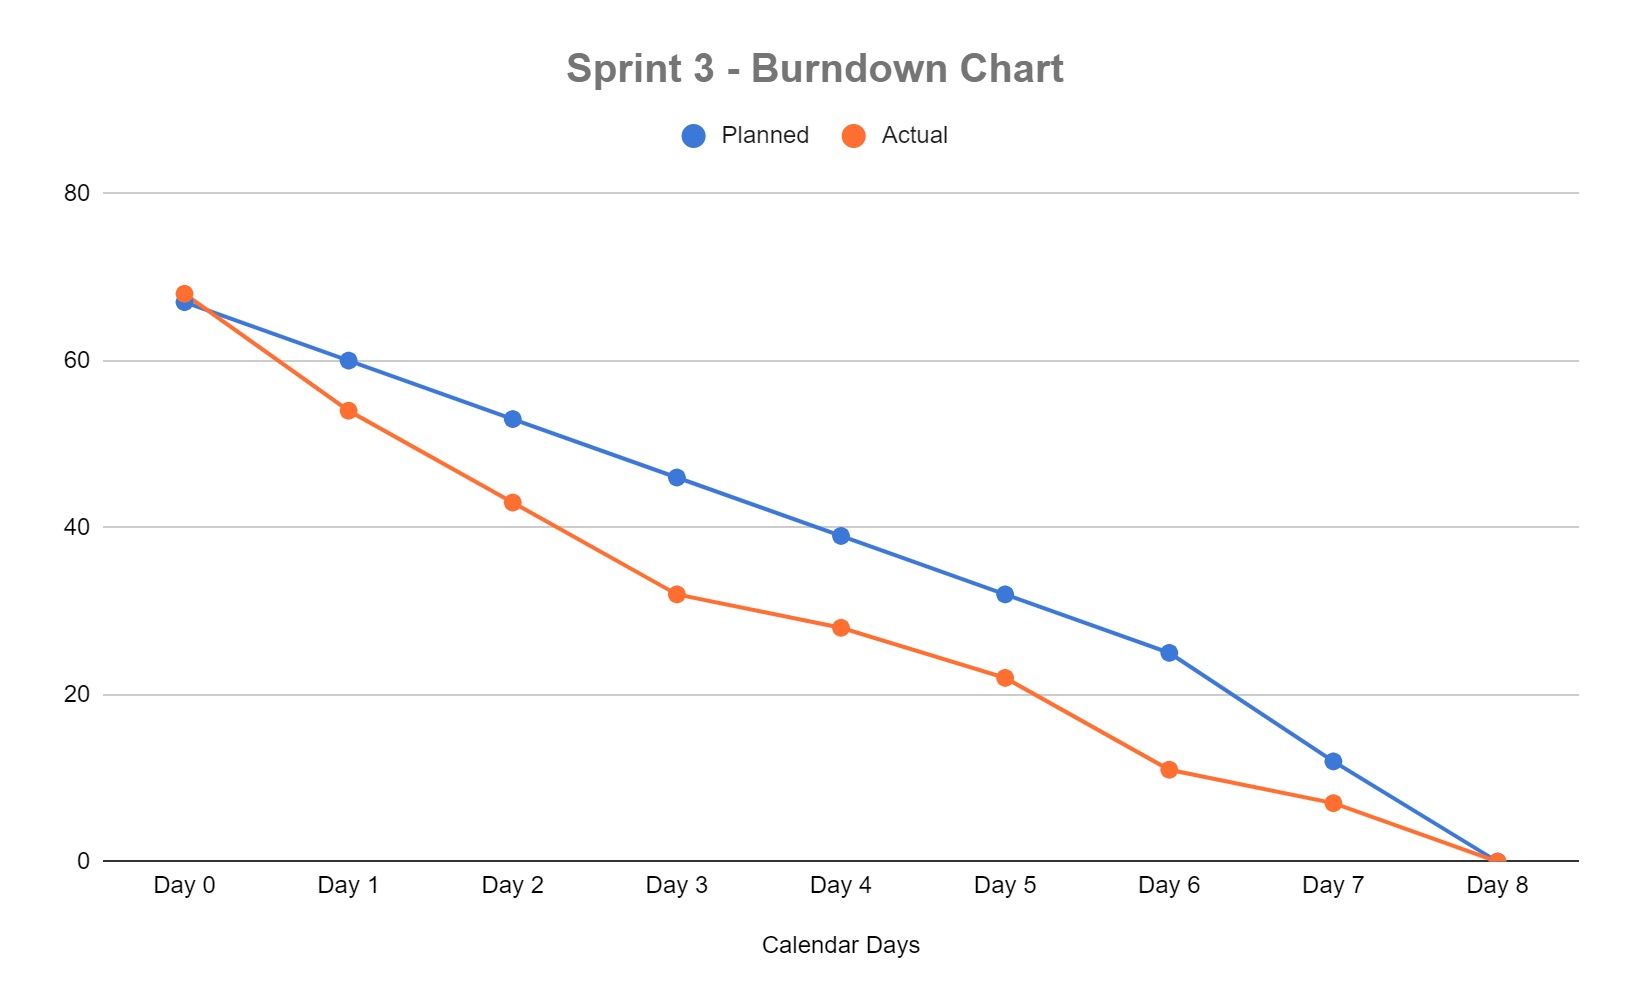 Sprint 3 - Burndown Chart
Planned
Actual
80
60
40
20
0
Day 0
Day 1
Day 2
Day 3
Day 4
Day 5
Day 6
Day 7
Day 8
Calendar Days